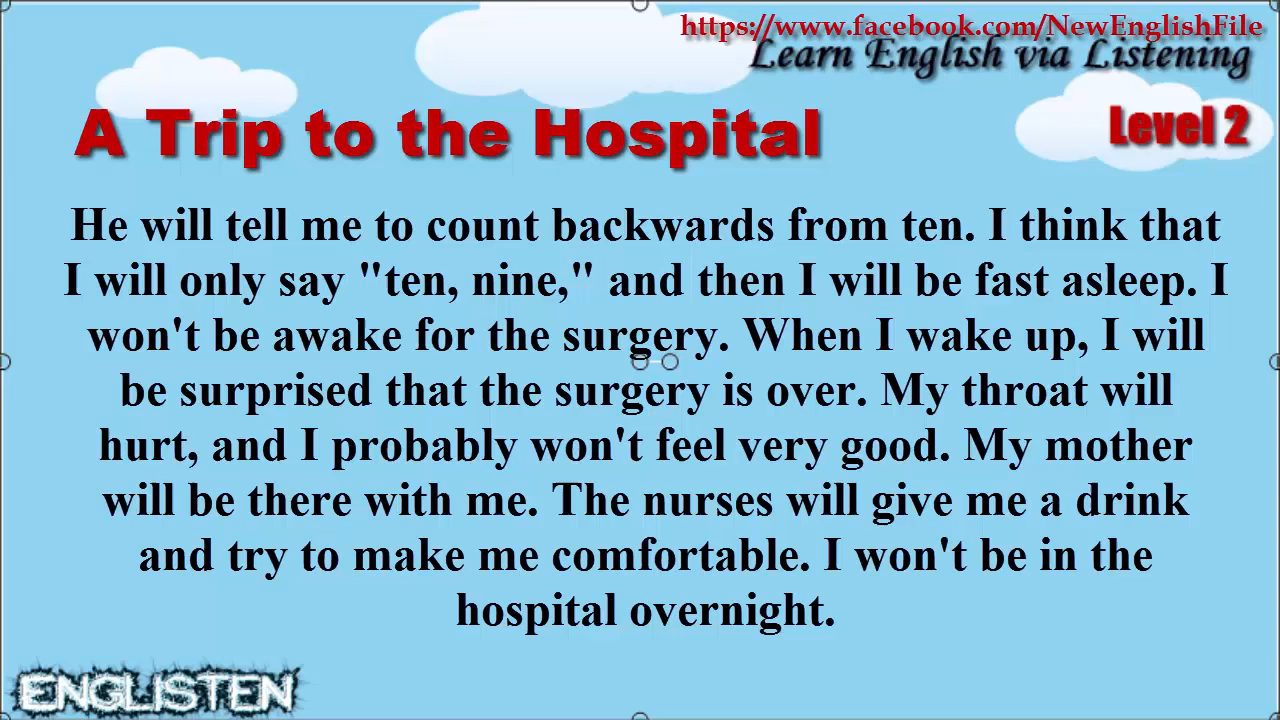 https://www.facebook.com/NewEnglishFile
Learn English via Listening
A Trip to the Hospital
Level 2
He will tell me to count backwards from ten. I think that
I will only say "ten, nine," and then I will be fast asleep. I
won't be awake for the surgery. When I wake up, I will
be surprised that the surgery is over. My throat will
hurt, and I probably won't feel very good. My mother
will be there with me. The nurses will give me a drink
and try to make me comfortable. I won't be in the
hospital overnight.
ENGLISTEN